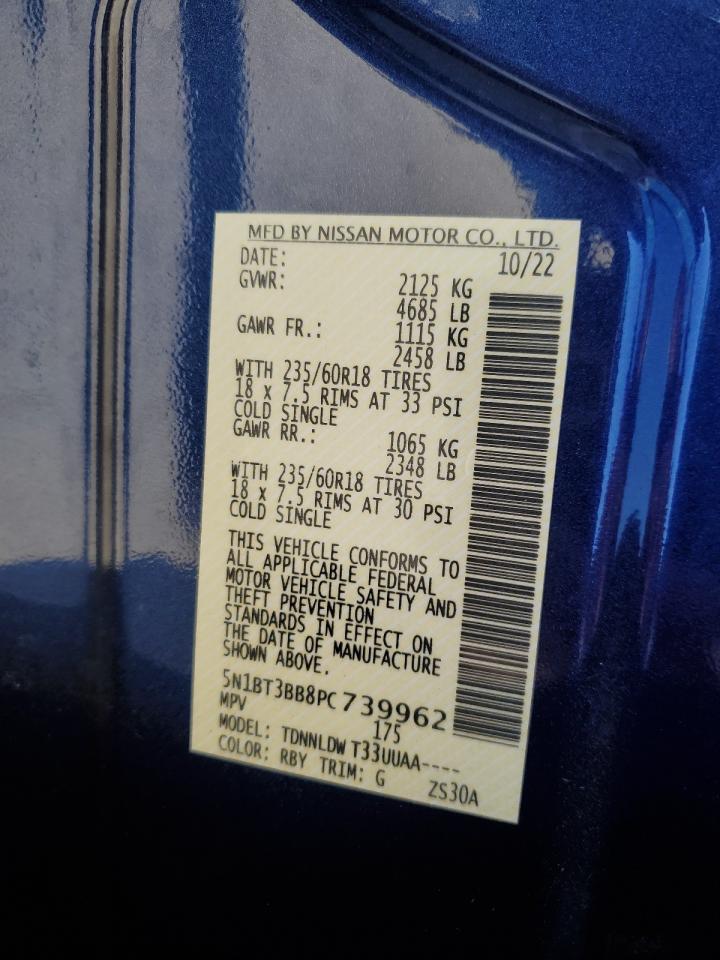 MFD BY NISSAN MOTOR CO., LTD.
DATE: 10/22
GVWR: 2125 KG
4685 LB
GAWR FR.: 1115 KG
2458 LB
WITH 235/60R18 TIRES
18 x 7.5 RIMS AT 33 PSI
COLD SINGLE
GAWR RR.: 1065 KG
2348 LB
WITH 235/60R18 TIRES
18 x 7.5 RIMS AT 30 PSI
COLD SINGLE
THIS VEHICLE CONFORMS TO
ALL APPLICABLE FEDERAL
MOTOR VEHICLE SAFETY AND
THEFT PREVENTION
STANDARDS IN EFFECT ON
THE DATE OF MANUFACTURE
SHOWN ABOVE.
5N1BT3BB8PC739962
MPV 175
MODEL: TDNNLDW T33UUAA----
COLOR: RBY TRIM: G ZS30A